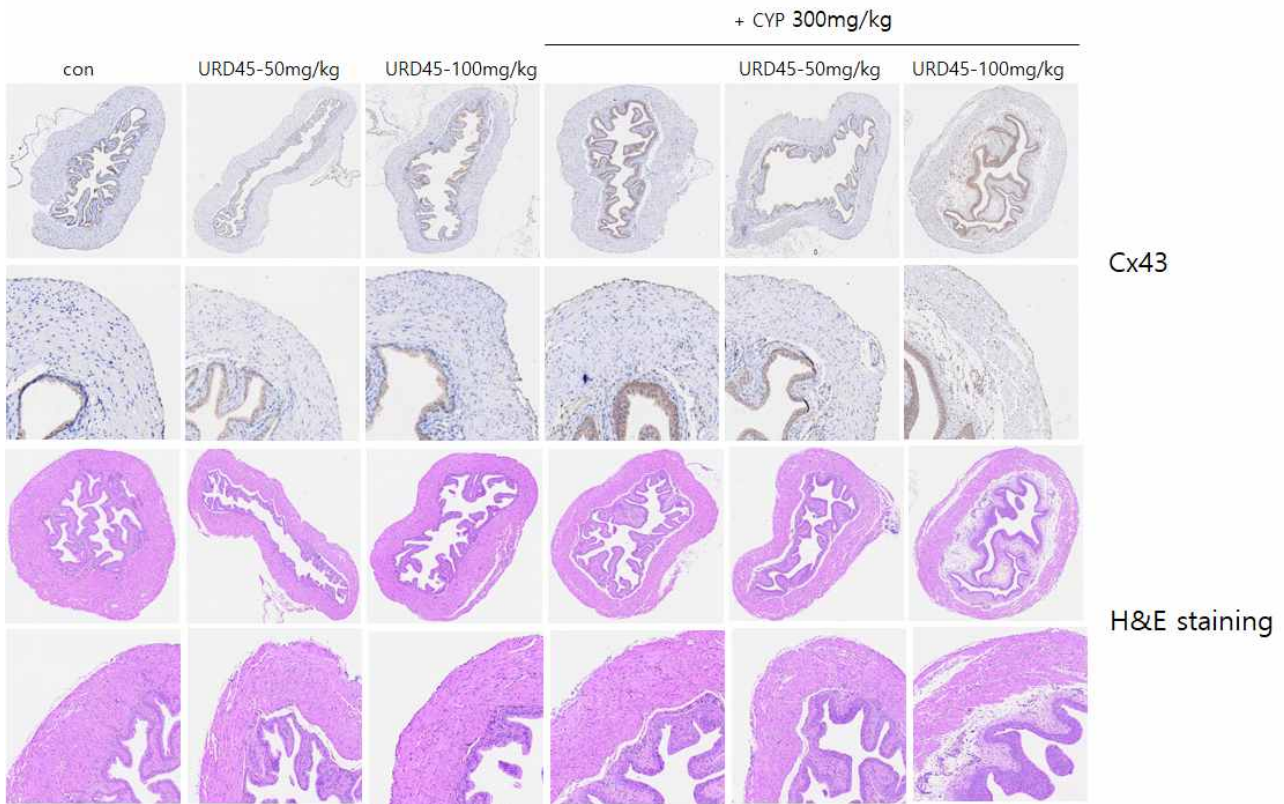 + CYP 300mg/kg
con URD45-50mg/kg URD45-100mg/kg URD45-50mg/kg URD45-100mg/kg
Cx43
H&E staining